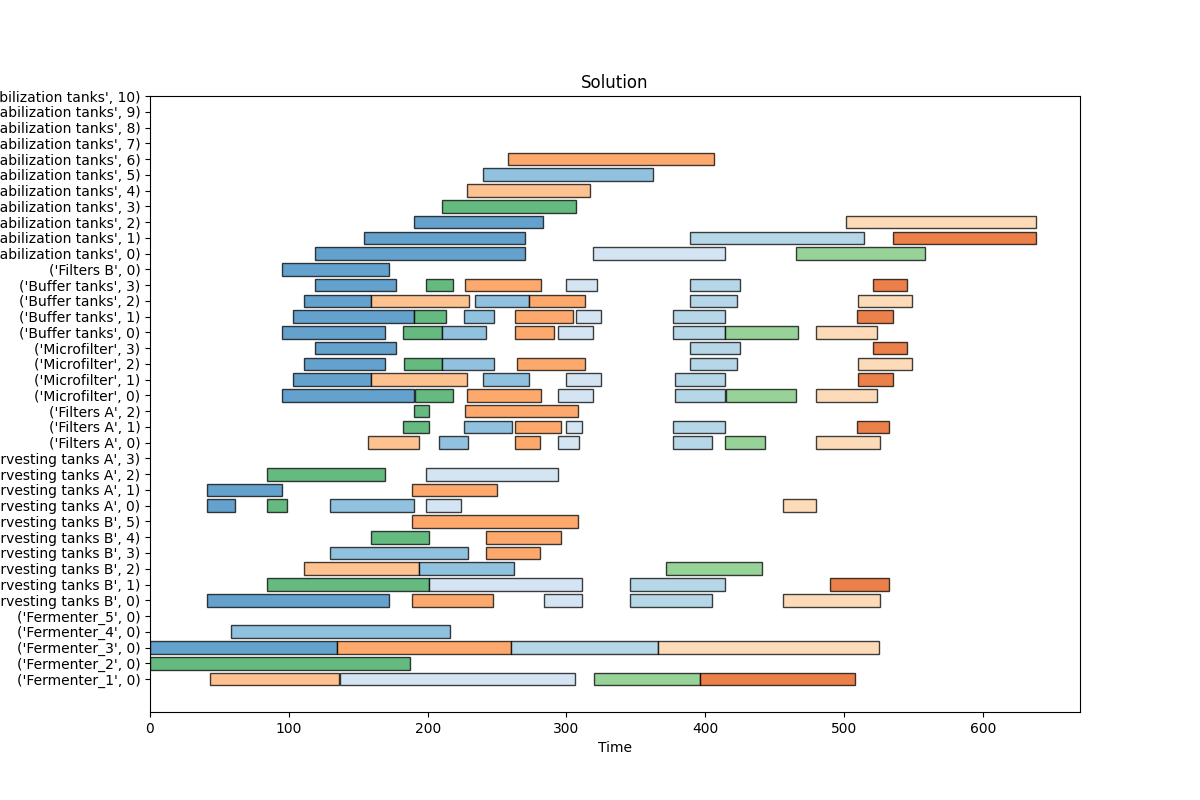 Solution
bilization tanks', 10)
abilization tanks', 9)
abilization tanks', 8)
abilization tanks', 7)
abilization tanks', 6)
abilization tanks', 5)
abilization tanks', 4)
abilization tanks', 3)
abilization tanks', 2)
abilization tanks', 1)
abilization tanks', 0)
('Filters B', 0)
('Buffer tanks', 3)
('Buffer tanks', 2)
('Buffer tanks', 1)
('Buffer tanks', 0)
('Microfilter', 3)
('Microfilter', 2)
('Microfilter', 1)
('Microfilter', 0)
('Filters A', 2)
('Filters A', 1)
('Filters A', 0)
rvesting tanks A', 3)
rvesting tanks A', 2)
rvesting tanks A', 1)
rvesting tanks A', 0)
rvesting tanks B', 5)
rvesting tanks B', 4)
rvesting tanks B', 3)
rvesting tanks B', 2)
rvesting tanks B', 1)
rvesting tanks B', 0)
('Fermenter_5', 0)
('Fermenter_4', 0)
('Fermenter_3', 0)
('Fermenter_2', 0)
('Fermenter_1', 0)
0 100 200 300 400 500 600
Time